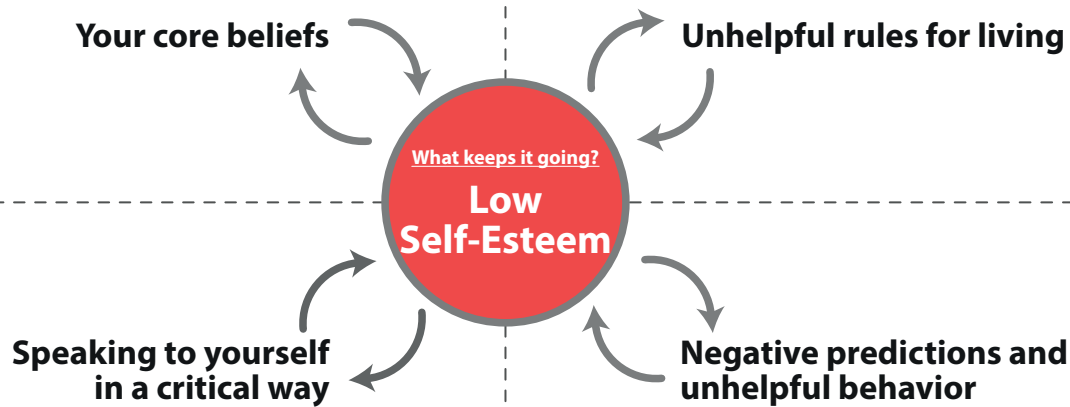 Your core beliefs
Unhelpful rules for living
What keeps it going?
Low
Self-Esteem
Speaking to yourself
in a critical way
Negative predictions and
unhelpful behavior